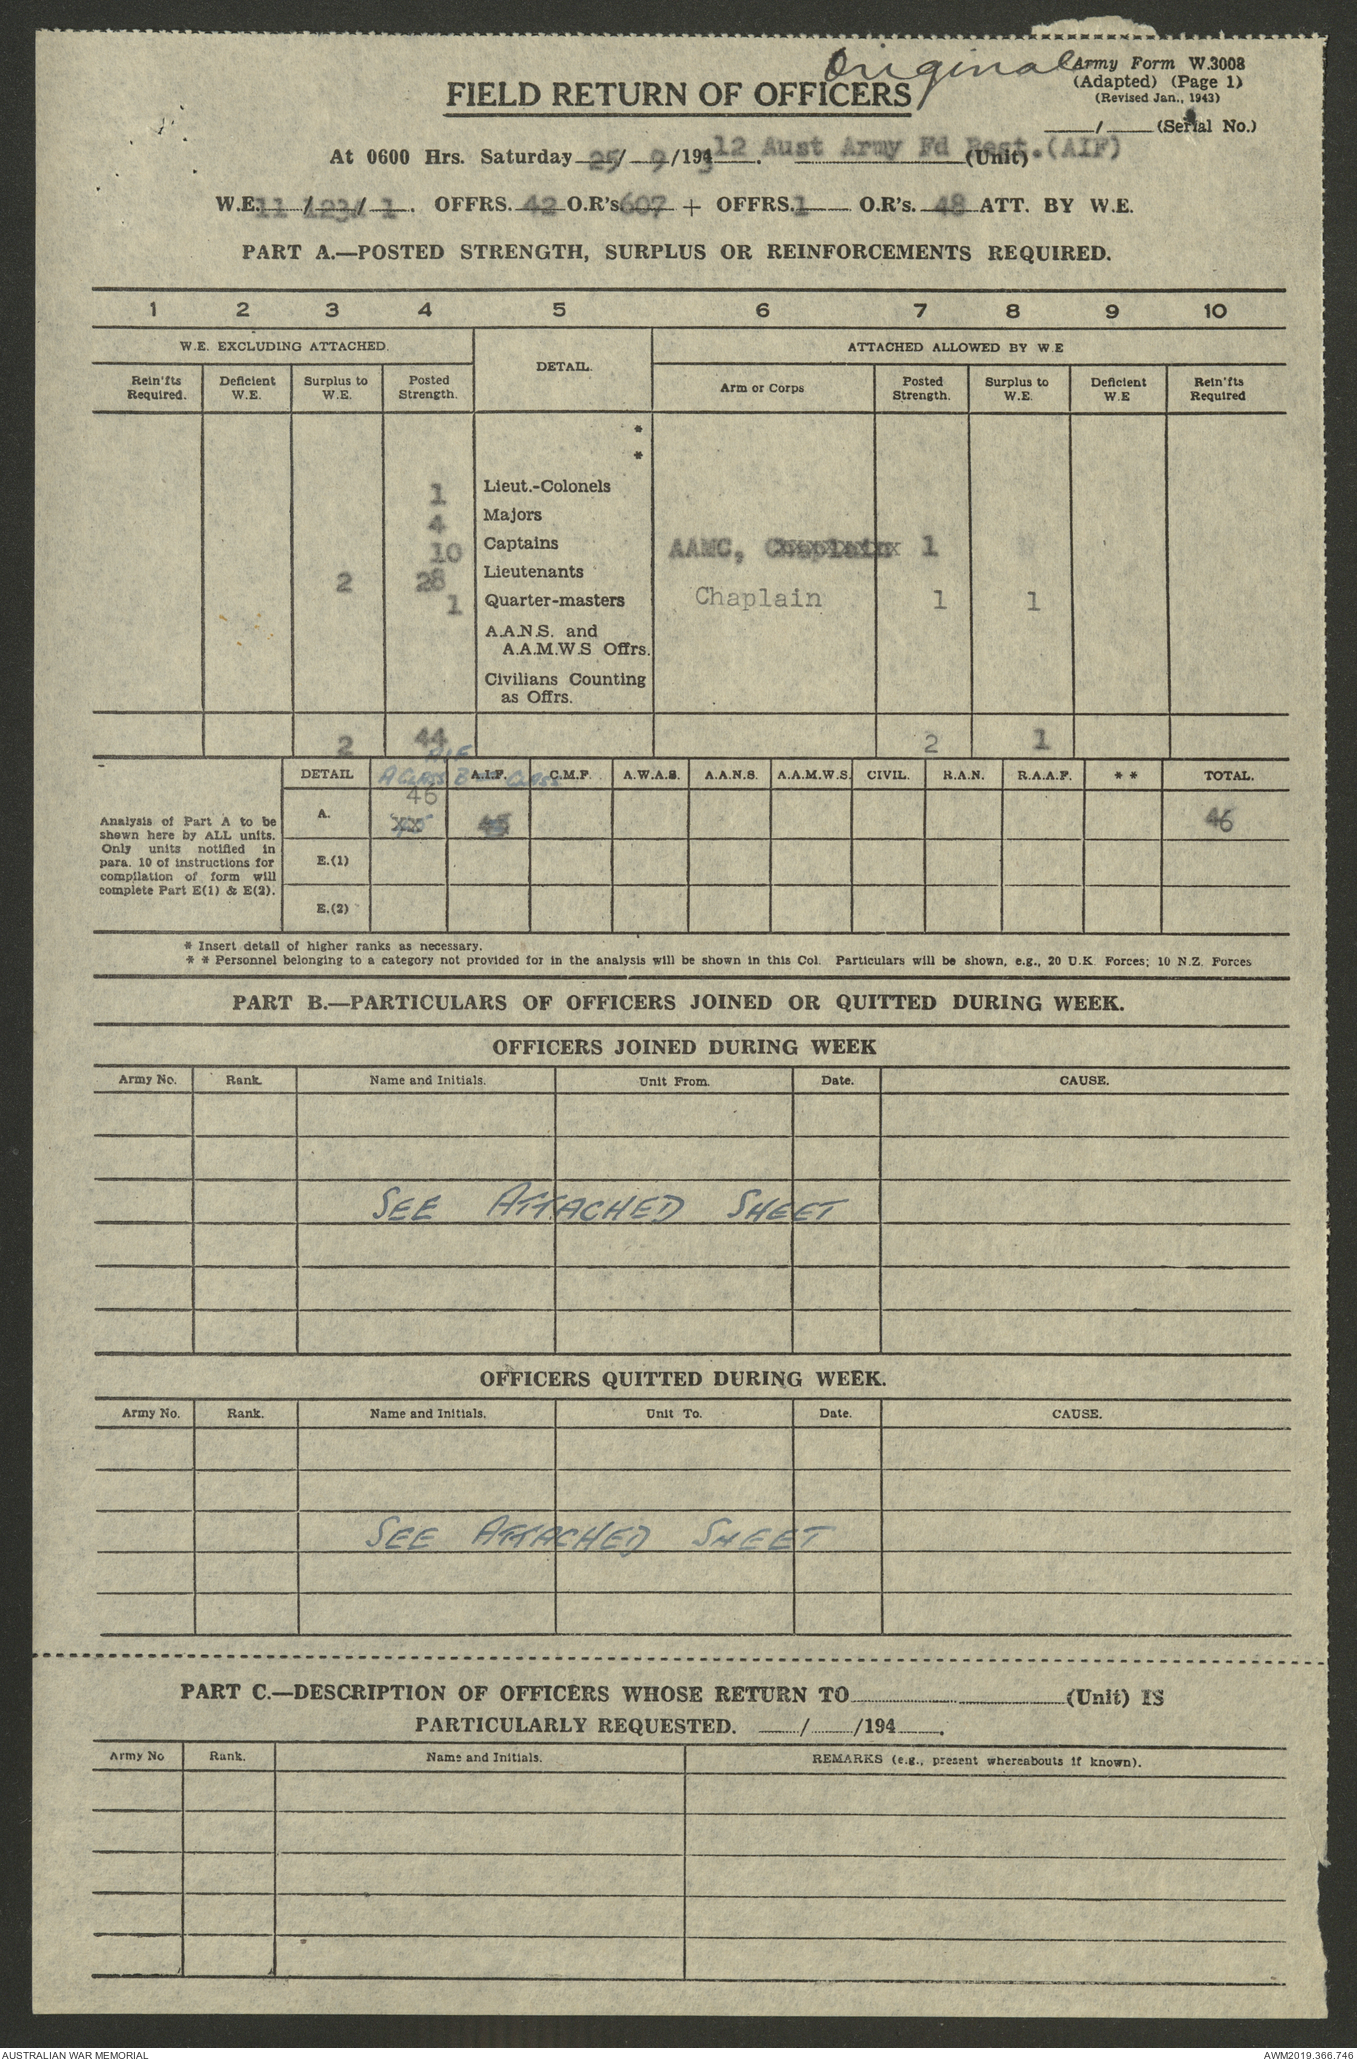 Original
Army Form W.3008
(Adapted) (Page 1)
(Revised Jan., 1943)
FIELD RETURN OF OFFICERS
/ (Serial No.)
At 0600 Hrs. Saturday 25/ 9 /1943. 12 Aust Army Fd Regt.(AIF) (Unit)
W.E. 11 /123/ 1 . OFFRS. 42 O.R's 607 + OFFRS. 1 O.R's. 48 ATT. BY W.E.
PART A.—POSTED STRENGTH, SURPLUS OR REINFORCEMENTS REQUIRED.
1 2 3 4 5 6 7 8 9 10
W.E. EXCLUDING ATTACHED. DETAIL. ATTACHED ALLOWED BY W.E
Rein'fts Required. Deficient W.E. Surplus to W.E. Posted Strength. Arm or Corps Posted Strength. Surplus to W.E. Deficient W.E Rein'fts Required
*
*
1 Lieut.-Colonels
4 Majors
10 Captains AAMC, Chaplain 1
2 28 Lieutenants
1 Quarter-masters Chaplain 1 1
A.A.N.S. and
A.A.M.W.S Offrs.
Civilians Counting
as Offrs.
2 44 2 1
AIF
DETAIL A CLASS B CLASS A.I.F. C.M.F. A.W.A.S. A.A.N.S. A.A.M.W.S. CIVIL. R.A.N. R.A.A.F. * * TOTAL.
46
A. 46
Analysis of Part A to be
shewn here by ALL units.
Only units notified in
para. 10 of instructions for
compilation of form will
complete Part E(1) & E(2).
E.(1)
E.(2)
* Insert detail of higher ranks as necessary.
* * Personnel belonging to a category not provided for in the analysis will be shown in this Col. Particulars will be shown, e.g., 20 U.K. Forces; 10 N.Z. Forces
PART B.—PARTICULARS OF OFFICERS JOINED OR QUITTED DURING WEEK.
OFFICERS JOINED DURING WEEK
Army No. Rank. Name and Initials. Unit From. Date. CAUSE.
SEE ATTACHED SHEET
OFFICERS QUITTED DURING WEEK.
Army No. Rank. Name and Initials. Unit To. Date. CAUSE.
SEE ATTACHED SHEET
PART C.—DESCRIPTION OF OFFICERS WHOSE RETURN TO (Unit) IS
PARTICULARLY REQUESTED. / /194 .
Army No Rank. Name and Initials. REMARKS (e.g., present whereabouts if known).
AUSTRALIAN WAR MEMORIAL AWM2019.366.746